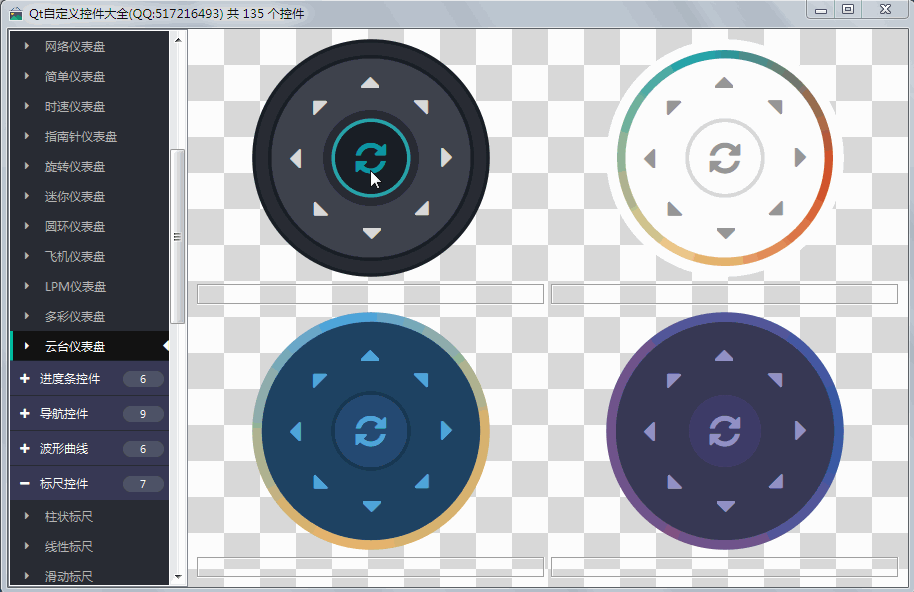 Qt自定义控件大全(QQ:517216493) 共 135 个控件
网络仪表盘
简单仪表盘
时速仪表盘
指南针仪表盘
旋转仪表盘
迷你仪表盘
圆环仪表盘
飞机仪表盘
LPM仪表盘
多彩仪表盘
云台仪表盘
进度条控件 6
导航控件 9
波形曲线 6
标尺控件 7
柱状标尺
线性标尺
滑动标尺